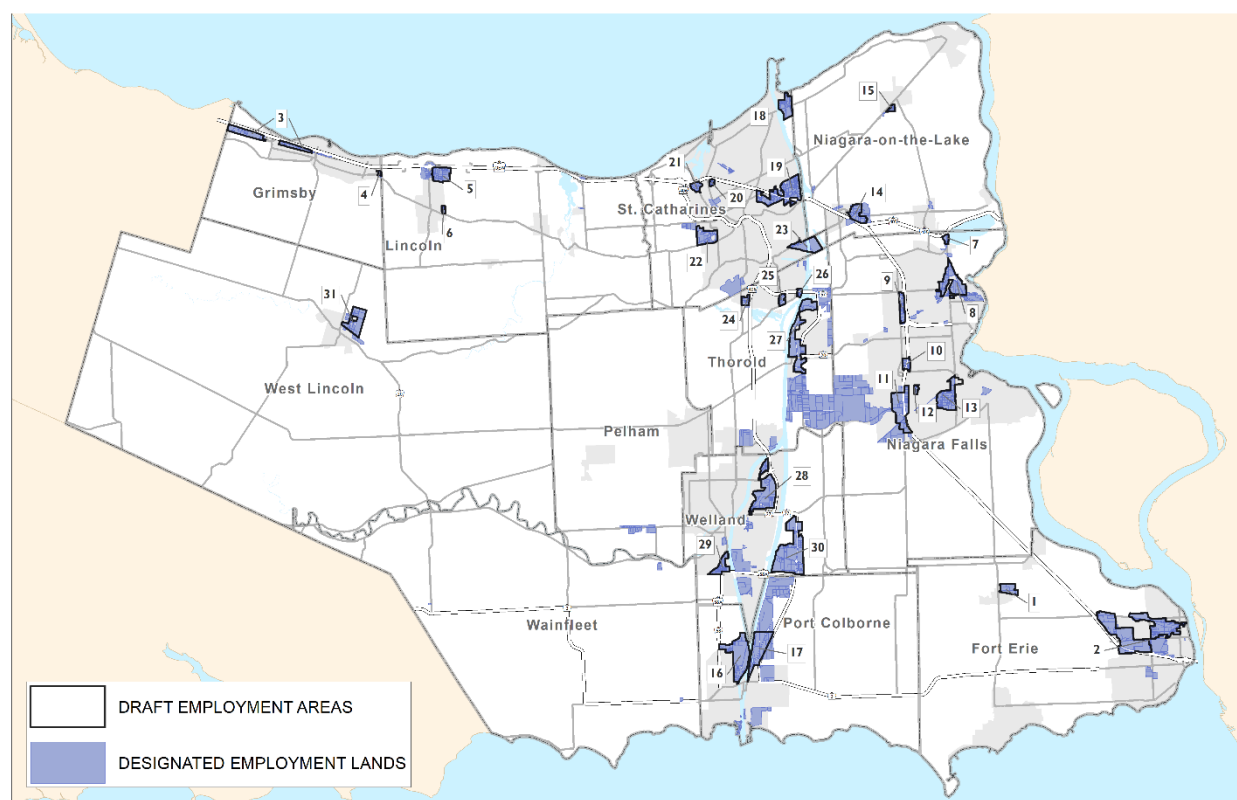 18
15
Niagara-on-the-Lake
3
21
19
4
5
14
Grimsby
20
St. Catharines
6
23
7
Lincoln
22
25
26
9
31
8
24
27
Thorold
10
West Lincoln
11
12
13
Pelham
Niagara Falls
28
Welland
29
30
1
Wainfleet
Port Colborne
2
Fort Erie
17
16
DRAFT EMPLOYMENT AREAS
DESIGNATED EMPLOYMENT LANDS